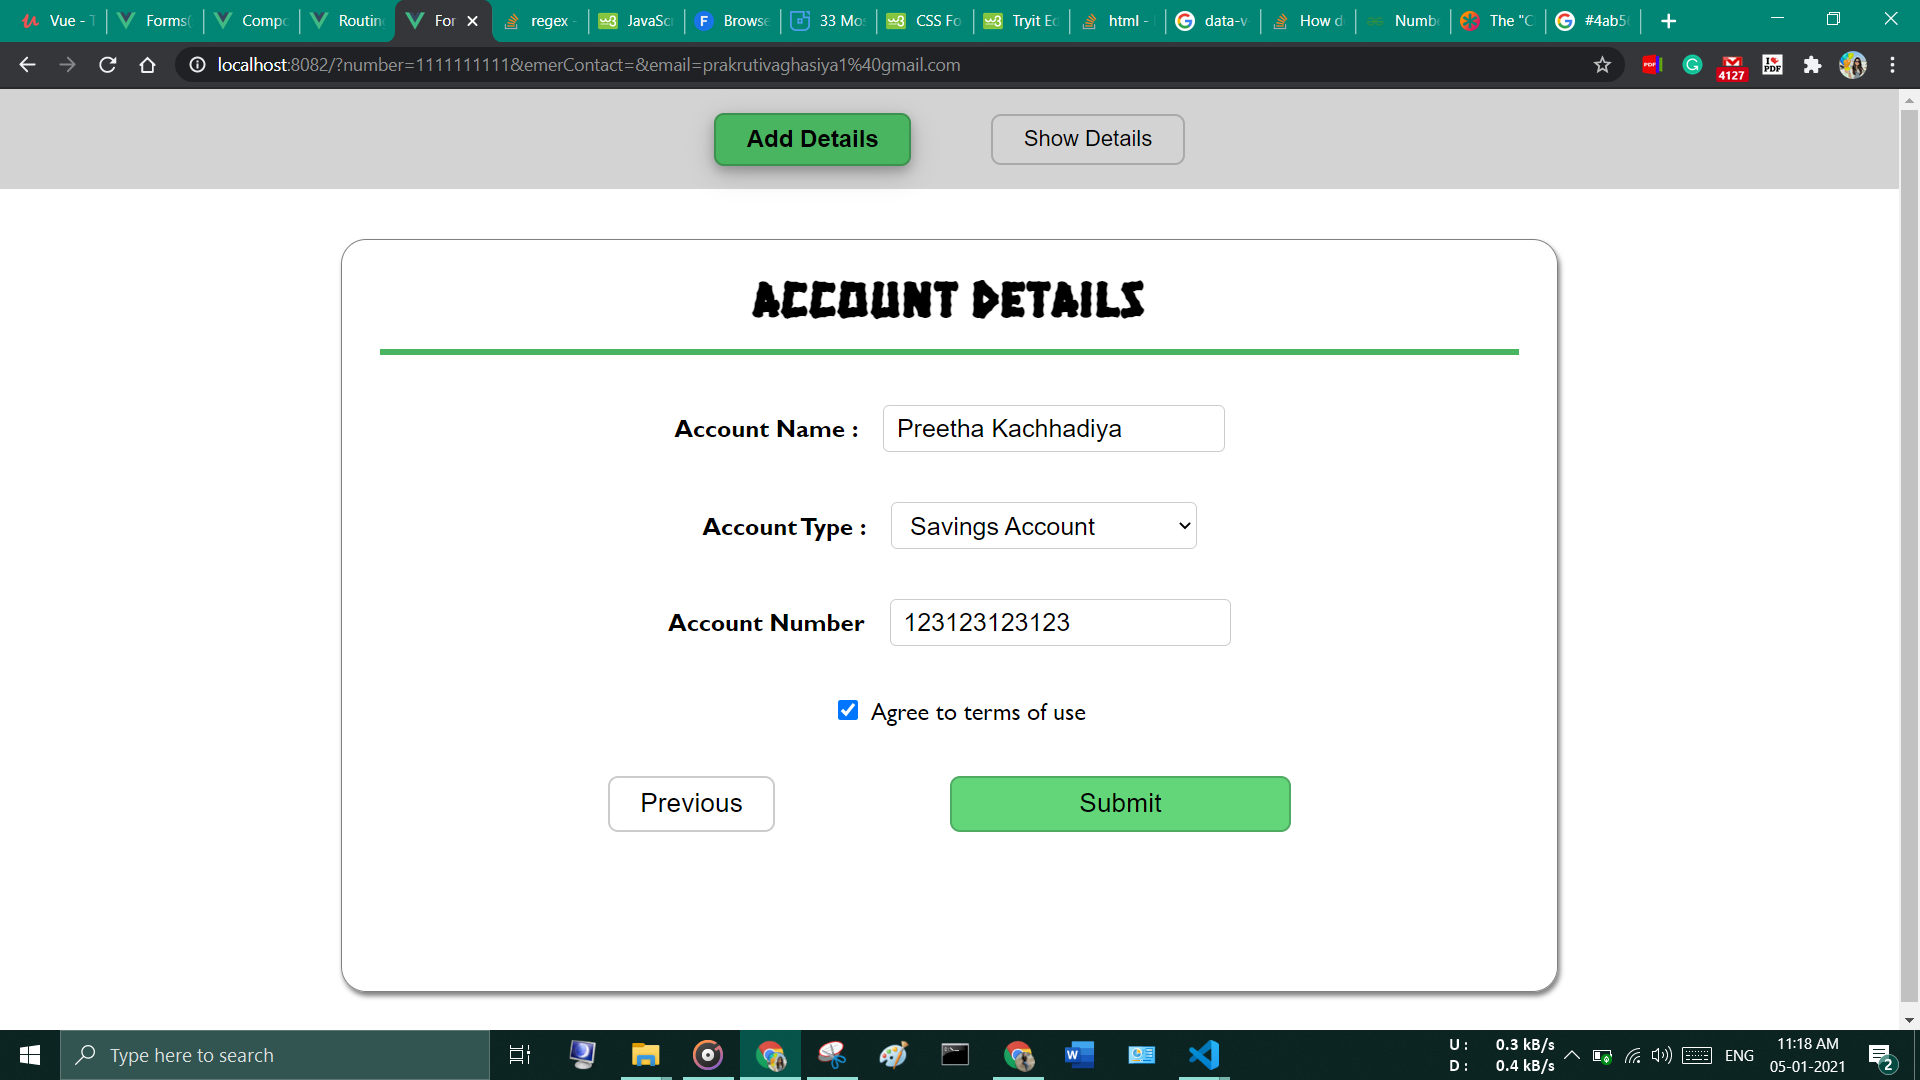 Vue - T
Forms(
Compo
Routin
For
regex -
JavaScr
Browse
33 Mos
CSS Fo
Tryit Ed
html -
data-v-
How d
Numb
The "C
#4ab56
localhost:8082/?number=1111111111&emerContact=&email=prakrutivaghasiya1%40gmail.com
4127
Add Details
Show Details
ACCOUNT DETAILS
Account Name :
Preetha Kachhadiya
Account Type :
Savings Account
Account Number
123123123123
Agree to terms of use
Previous
Submit
Type here to search
U : 0.3 kB/s
D : 0.4 kB/s
ENG
11:18 AM
05-01-2021
2